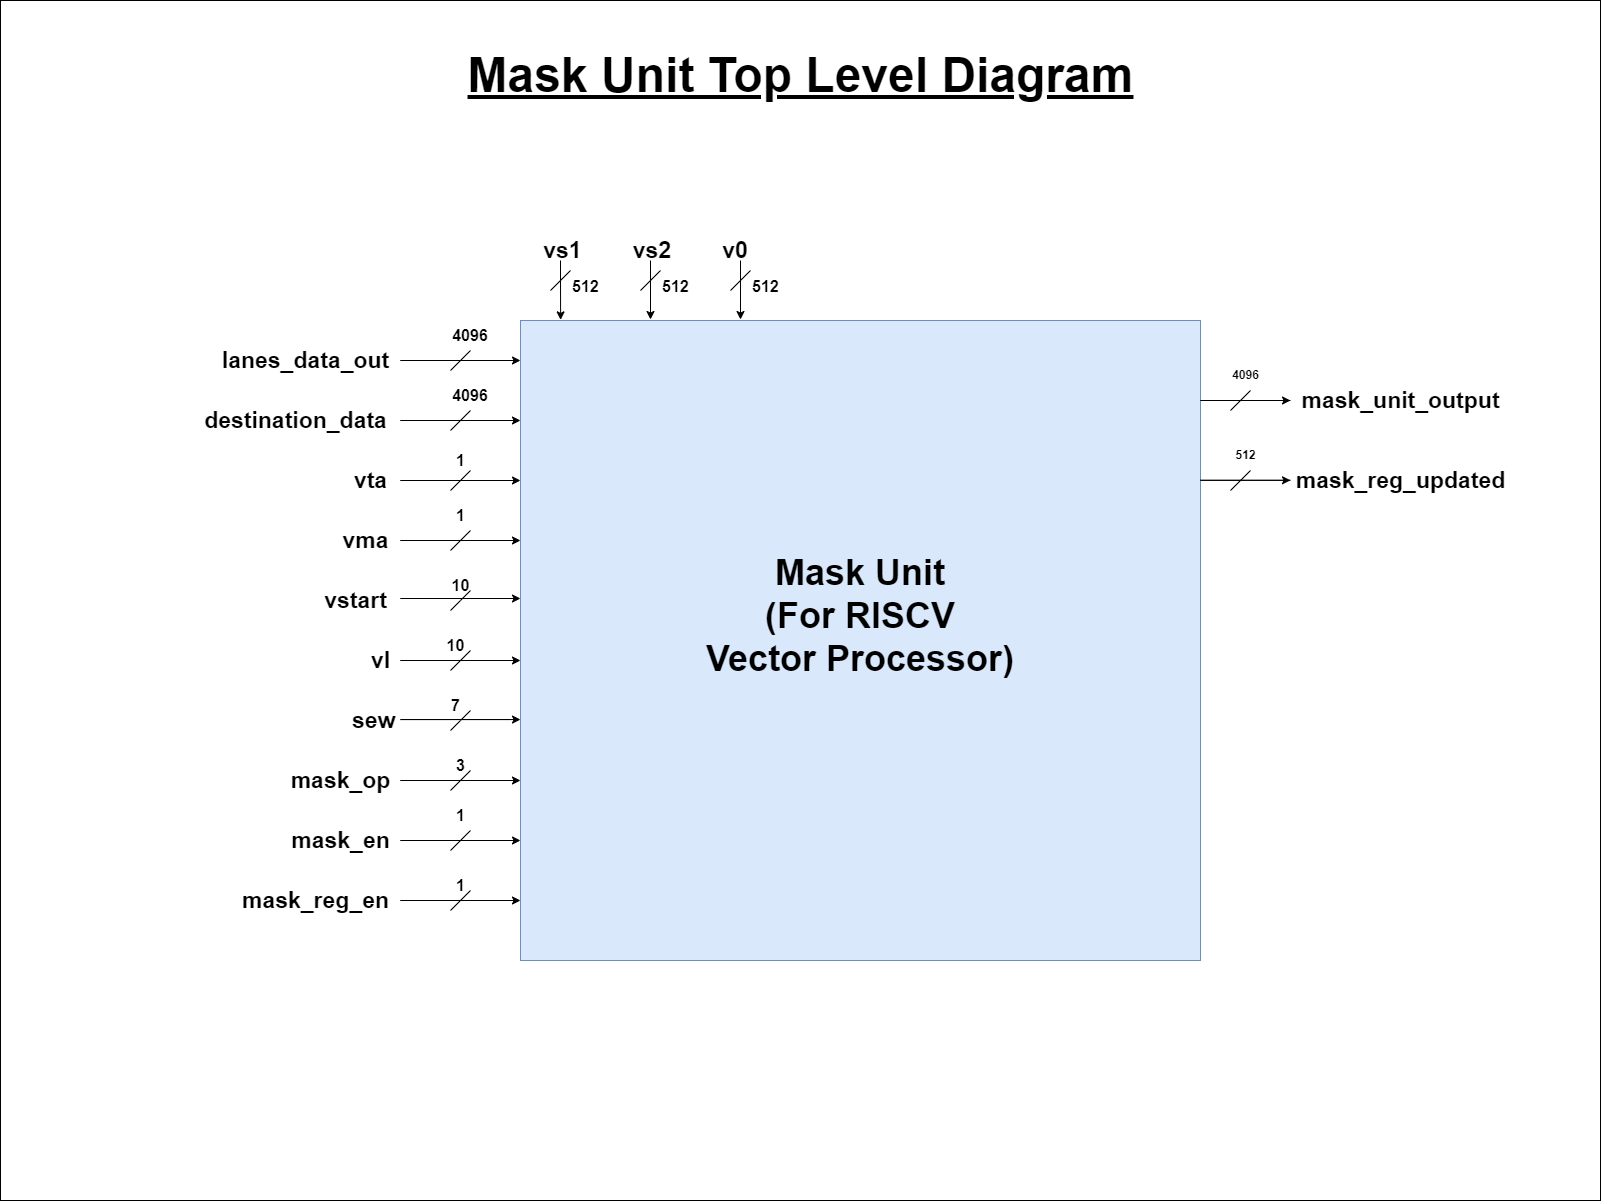 Mask Unit Top Level Diagram
vs1
vs2
v0
512
512
512
lanes_data_out
4096
destination_data
4096
vta
1
vma
1
vstart
10
vl
10
sew
7
mask_op
3
mask_en
1
mask_reg_en
1
Mask Unit
(For RISCV
Vector Processor)
4096
mask_unit_output
512
mask_reg_updated